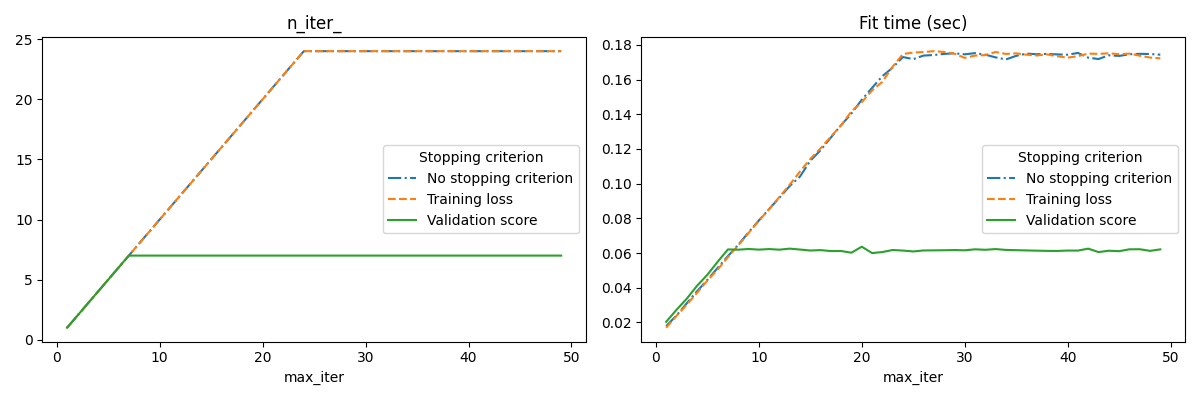 n_iter_
25
20
15
10
5
0
0
10
20
30
40
50
max_iter
Stopping criterion
No stopping criterion
Training loss
Validation score
Fit time (sec)
0.18
0.16
0.14
0.12
0.10
0.08
0.06
0.04
0.02
0
10
20
30
40
50
max_iter
Stopping criterion
No stopping criterion
Training loss
Validation score